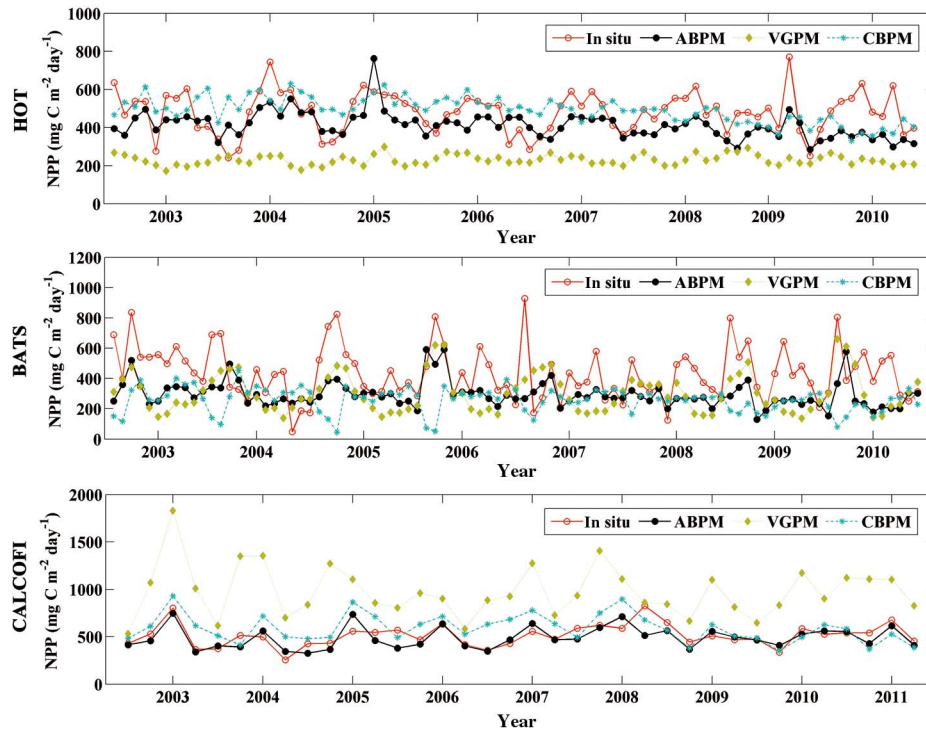 HOT
NPP (mg C m⁻² day⁻¹)
1000
800
600
400
200
0
In situ ABPM VGPM CBPM
2003 2004 2005 2006 2007 2008 2009 2010
Year
BATS
NPP (mg C m⁻² day⁻¹)
1200
1000
800
600
400
200
0
In situ ABPM VGPM CBPM
2003 2004 2005 2006 2007 2008 2009 2010
Year
CALCOFI
NPP (mg C m⁻² day⁻¹)
2000
1500
1000
500
0
In situ ABPM VGPM CBPM
2003 2004 2005 2006 2007 2008 2009 2010 2011
Year